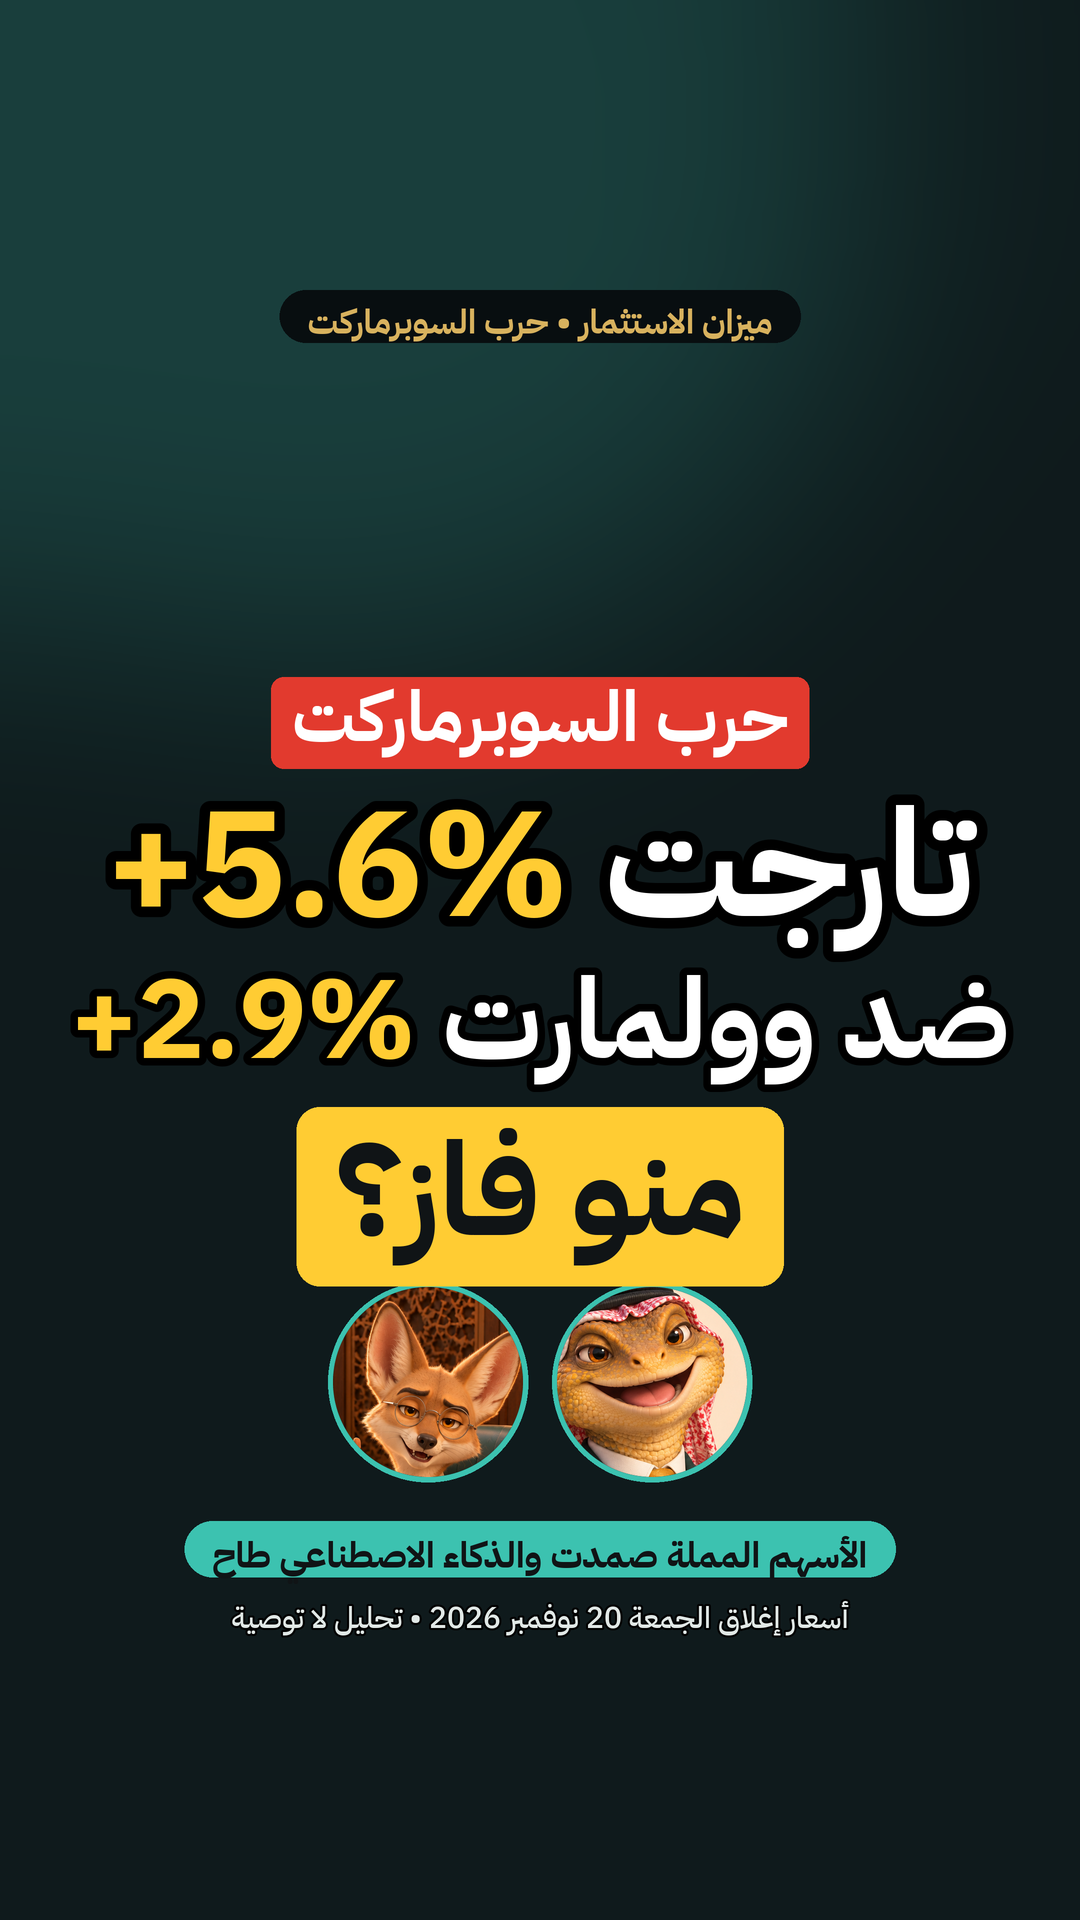 ميزان الاستثمار • حرب السوبرماركت
حرب السوبرماركت
تارجت +5.6%
ضد وولمارت +2.9%
منو فاز؟
الأسهم المملة صمدت والذكاء الاصطناعي طاح
أسعار إغلاق الجمعة 20 نوفمبر 2026 • تحليل لا توصية